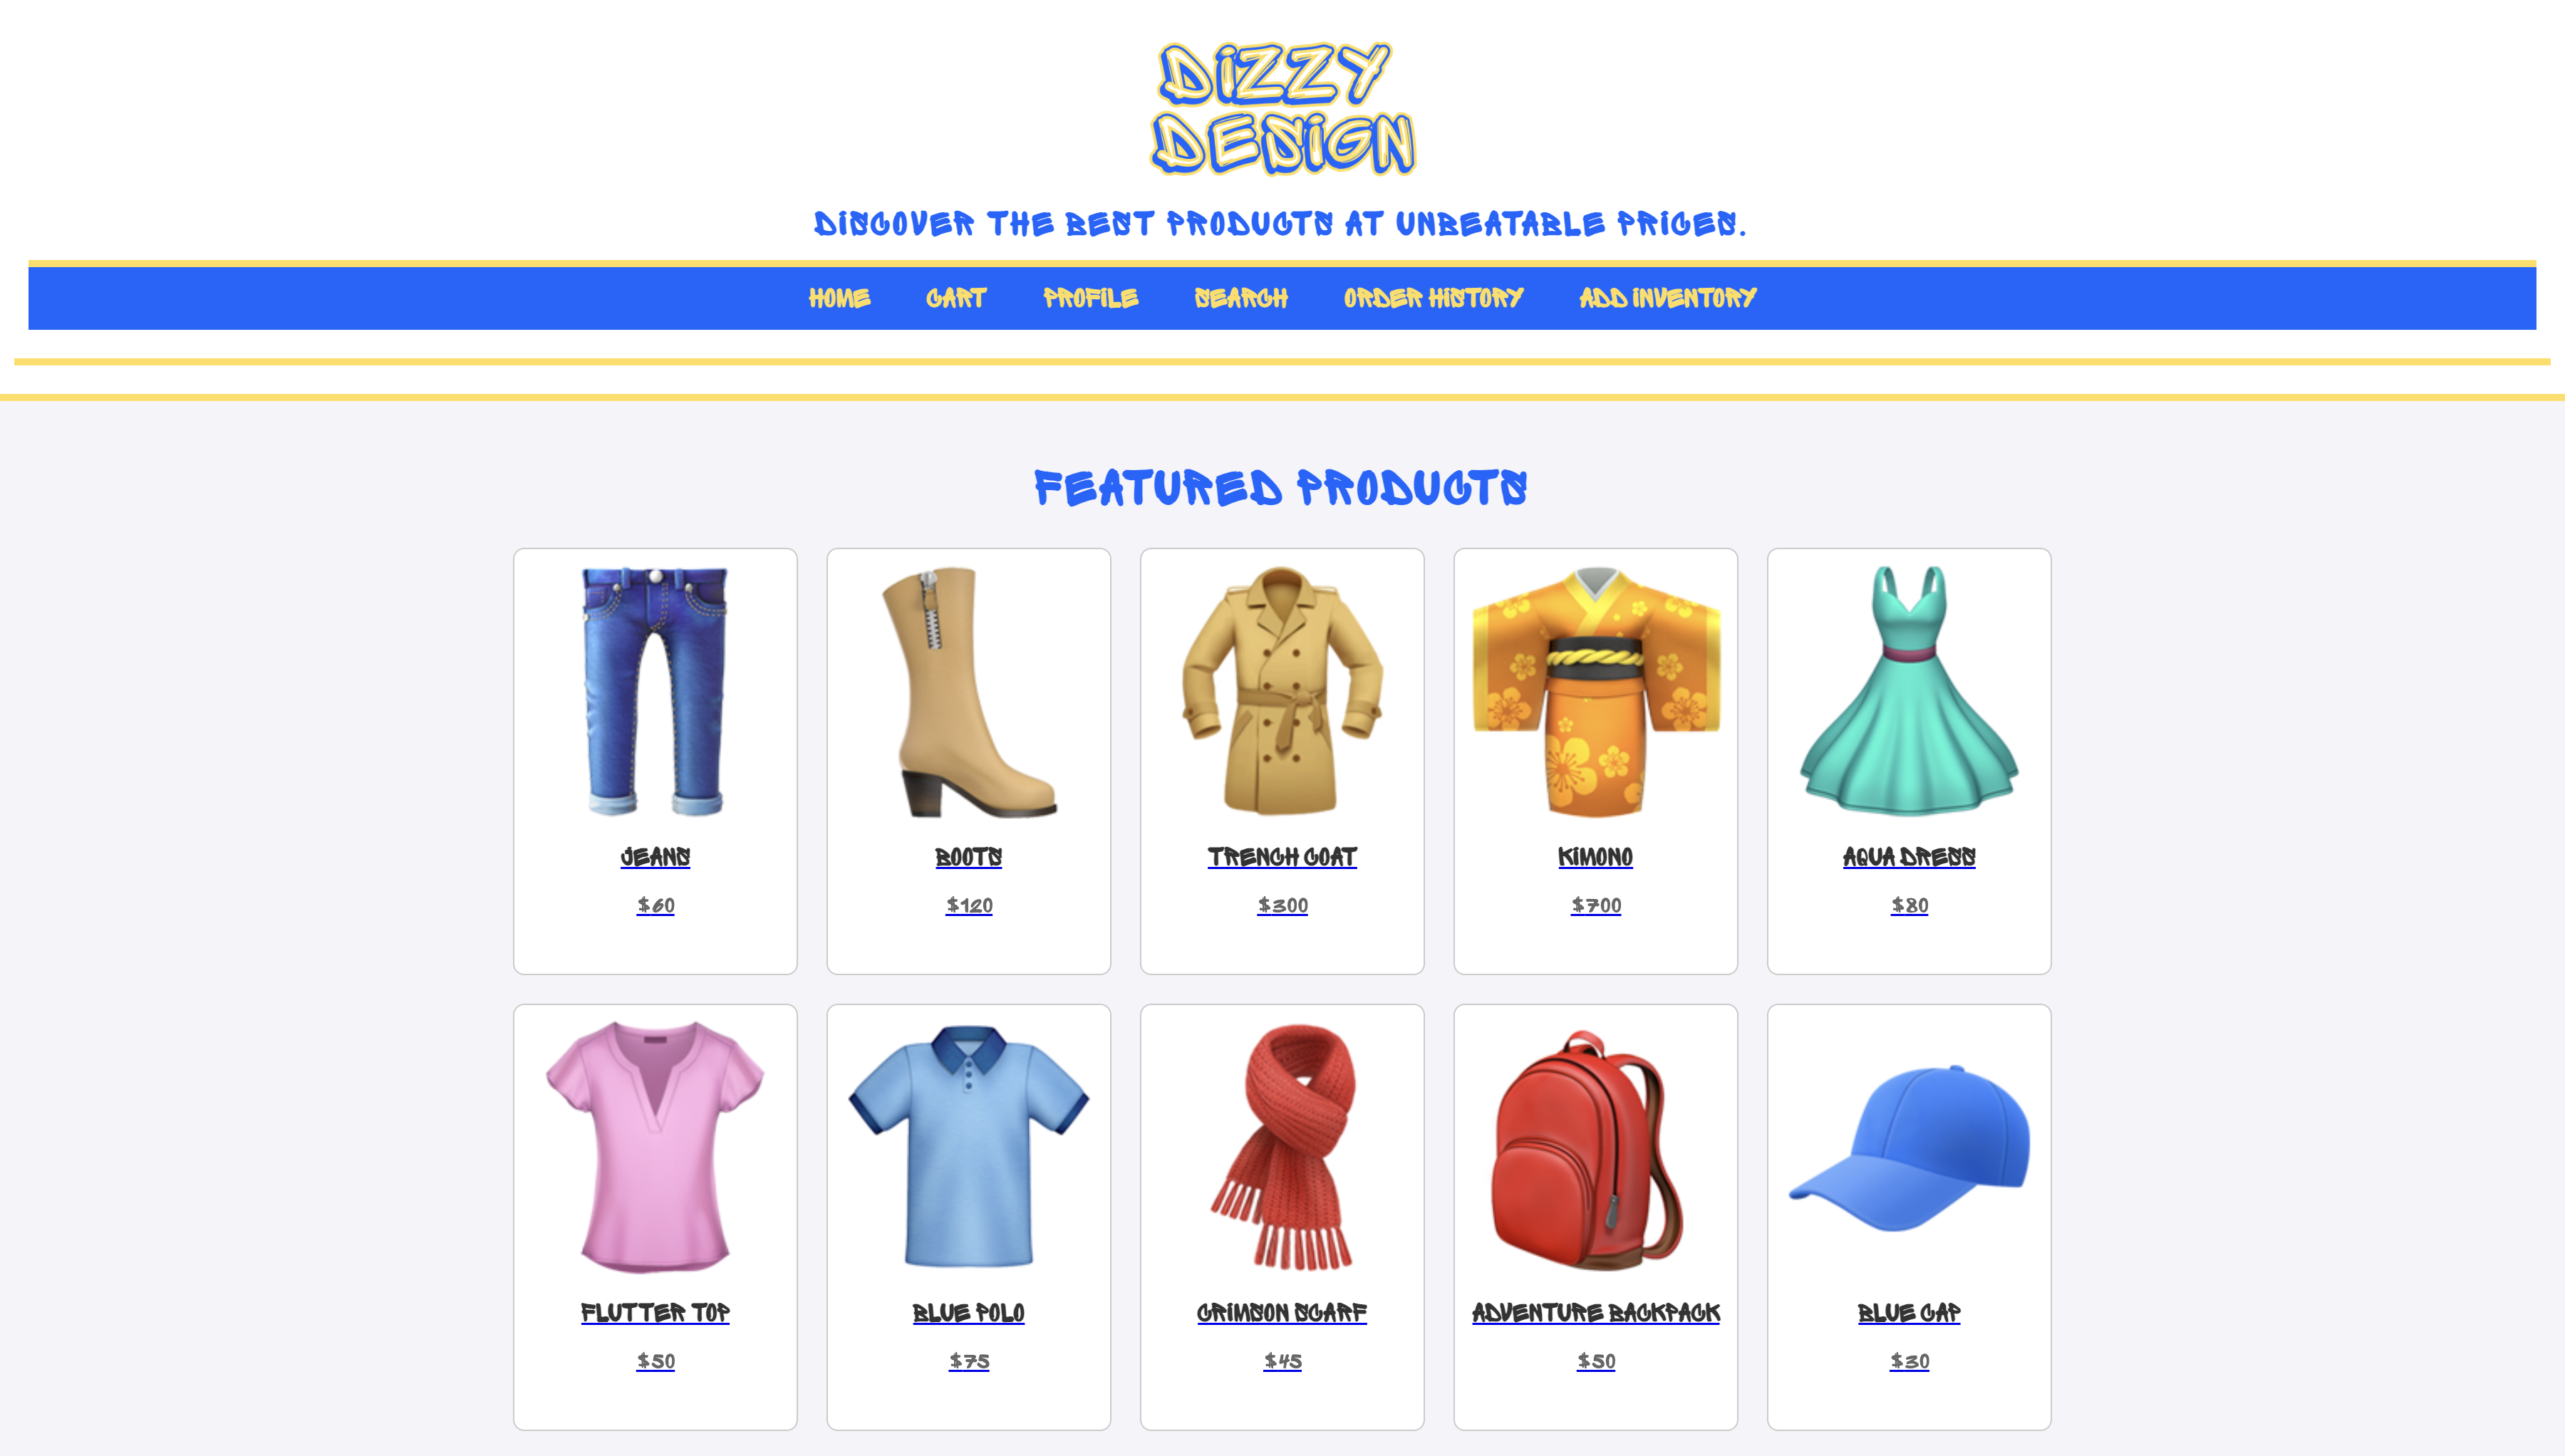 DIZZY
DESIGN
DISCOVER THE BEST PRODUCTS AT UNBEATABLE PRICES.
HOME CART PROFILE SEARCH ORDER HISTORY ADD INVENTORY
FEATURED PRODUCTS
JEANS BOOTS TRENCH COAT KIMONO AQUA DRESS
$60 $120 $300 $700 $80
FLUTTER TOP BLUE POLO CRIMSON SCARF ADVENTURE BACKPACK BLUE CAP
$50 $75 $45 $50 $30